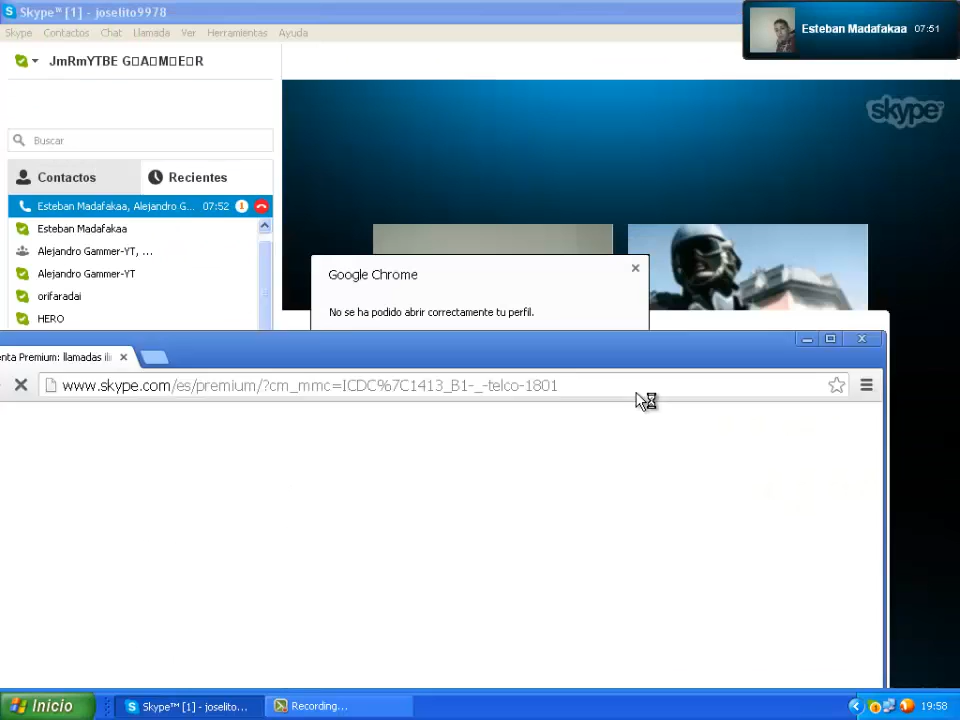 Skype™ [1] - joselito9978
Skype Contactos Chat Llamada Ver Herramientas Ayuda
Esteban Madafakaa 07:51
JmRmYTBE G□A□M□E□R
skype
Buscar
Contactos Recientes
Esteban Madafakaa, Alejandro G... 07:52
Esteban Madafakaa
Alejandro Gammer-YT, ...
Alejandro Gammer-YT
orifaradai
HERO
Google Chrome
No se ha podido abrir correctamente tu perfil.
enta Premium: llamadas ili
www.skype.com/es/premium/?cm_mmc=ICDC%7C1413_B1-_-telco-1801
Inicio Skype™ [1] - joselito... Recording... 19:58